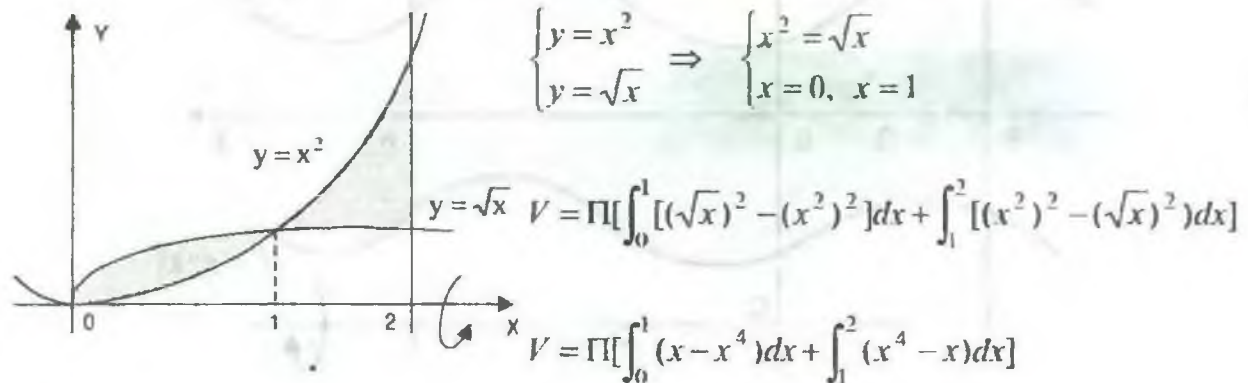 Y
y = x²
y = √x
0
1
2
X
{ y = x²
y = √x ⇒ { x² = √x
x = 0, x = 1
V = Π[∫₀¹ [(√x)² − (x²)²]dx + ∫₁² [(x²)² − (√x)²)dx]
V = Π[∫₀¹ (x − x⁴)dx + ∫₁² (x⁴ − x)dx]